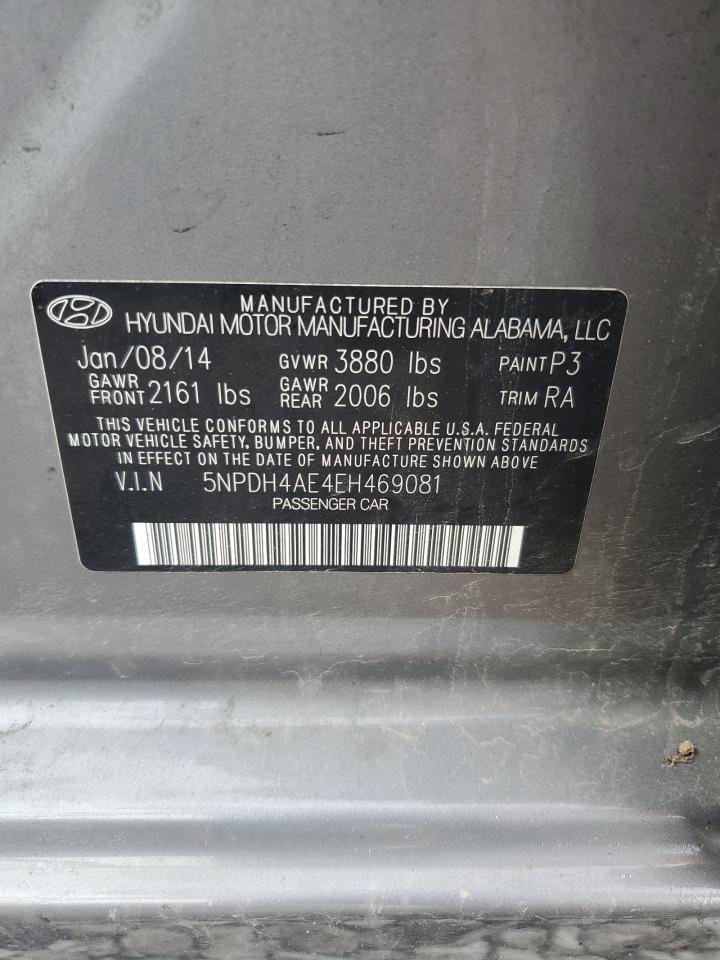 MANUFACTURED BY
HYUNDAI MOTOR MANUFACTURING ALABAMA, LLC
Jan/08/14 GVWR 3880 lbs PAINT P3
GAWR FRONT 2161 lbs GAWR REAR 2006 lbs TRIM RA
THIS VEHICLE CONFORMS TO ALL APPLICABLE U.S.A. FEDERAL
MOTOR VEHICLE SAFETY, BUMPER, AND THEFT PREVENTION STANDARDS
IN EFFECT ON THE DATE OF MANUFACTURE SHOWN ABOVE
V.I.N 5NPDH4AE4EH469081
PASSENGER CAR